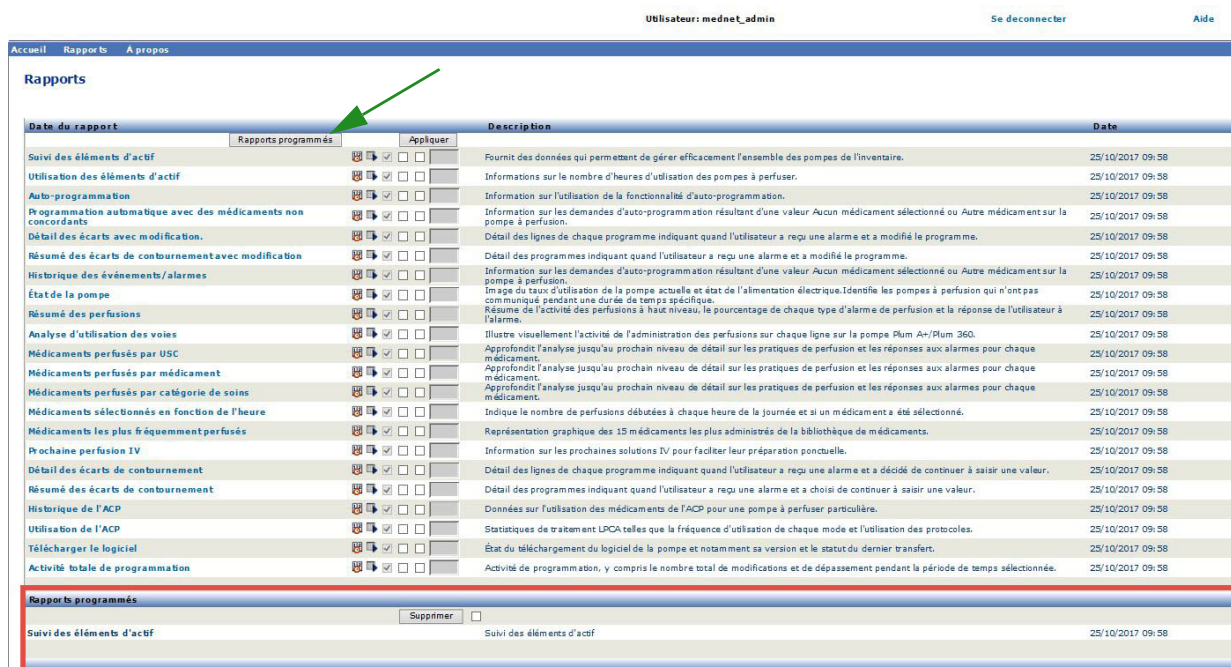 Utilisateur: mednet_admin Se deconnecter Aide
Accueil Rapports À propos
Rapports
Date du rapport Description Date
Rapports programmés Appliquer
Suivi des éléments d'actif Fournit des données qui permettent de gérer efficacement l'ensemble des pompes de l'inventaire. 25/10/2017 09:58
Utilisation des éléments d'actif Informations sur le nombre d'heures d'utilisation des pompes à perfuser. 25/10/2017 09:58
Auto-programmation Information sur l'utilisation de la fonctionnalité d'auto-programmation. 25/10/2017 09:58
Programmation automatique avec des médicaments non concordants Information sur les demandes d'auto-programmation résultant d'une valeur Aucun médicament sélectionné ou Autre médicament sur la pompe à perfusion. 25/10/2017 09:58
Détail des écarts avec modification. Détail des lignes de chaque programme indiquant quand l'utilisateur a reçu une alarme et a modifié le programme. 25/10/2017 09:58
Résumé des écarts de contournement avec modification Détail des programmes indiquant quand l'utilisateur a reçu une alarme et a modifié le programme. 25/10/2017 09:58
Historique des événements/alarmes Information sur les demandes d'auto-programmation résultant d'une valeur Aucun médicament sélectionné ou Autre médicament sur la pompe à perfusion. 25/10/2017 09:58
État de la pompe Image du taux d'utilisation de la pompe actuelle et état de l'alimentation électrique.Identifie les pompes à perfusion qui n'ont pas communiqué pendant une durée de temps spécifique. 25/10/2017 09:58
Résumé des perfusions Résume de l'activité des perfusions à haut niveau, le pourcentage de chaque type d'alarme de perfusion et la réponse de l'utilisateur à l'alarme. 25/10/2017 09:58
Analyse d'utilisation des voies Illustre visuellement l'activité de l'administration des perfusions sur chaque ligne sur la pompe Plum A+/Plum 360. 25/10/2017 09:58
Médicaments perfusés par USC Approfondit l'analyse jusqu'au prochain niveau de détail sur les pratiques de perfusion et les réponses aux alarmes pour chaque médicament. 25/10/2017 09:58
Médicaments perfusés par médicament Approfondit l'analyse jusqu'au prochain niveau de détail sur les pratiques de perfusion et les réponses aux alarmes pour chaque médicament. 25/10/2017 09:58
Médicaments perfusés par catégorie de soins Approfondit l'analyse jusqu'au prochain niveau de détail sur les pratiques de perfusion et les réponses aux alarmes pour chaque médicament. 25/10/2017 09:58
Médicaments sélectionnés en fonction de l'heure Indique le nombre de perfusions débutées à chaque heure de la journée et si un médicament a été sélectionné. 25/10/2017 09:58
Médicaments les plus fréquemment perfusés Représentation graphique des 15 médicaments les plus administrés de la bibliothèque de médicaments. 25/10/2017 09:58
Prochaine perfusion IV Information sur les prochaines solutions IV pour faciliter leur préparation ponctuelle. 25/10/2017 09:58
Détail des écarts de contournement Détail des lignes de chaque programme indiquant quand l'utilisateur a reçu une alarme et a décidé de continuer à saisir une valeur. 25/10/2017 09:58
Résumé des écarts de contournement Détail des programmes indiquant quand l'utilisateur a reçu une alarme et a choisi de continuer à saisir une valeur. 25/10/2017 09:58
Historique de l'ACP Données sur l'utilisation des médicaments de l'ACP pour une pompe à perfuser particulière. 25/10/2017 09:58
Utilisation de l'ACP Statistiques de traitement LPCA telles que la fréquence d'utilisation de chaque mode et l'utilisation des protocoles. 25/10/2017 09:58
Télécharger le logiciel État du téléchargement du logiciel de la pompe et notamment sa version et le statut du dernier transfert. 25/10/2017 09:58
Activité totale de programmation Activité de programmation, y compris le nombre total de modifications et de dépassement pendant la période de temps sélectionnée. 25/10/2017 09:58
Rapports programmés
Supprimer
Suivi des éléments d'actif Suivi des éléments d'actif 25/10/2017 09:58